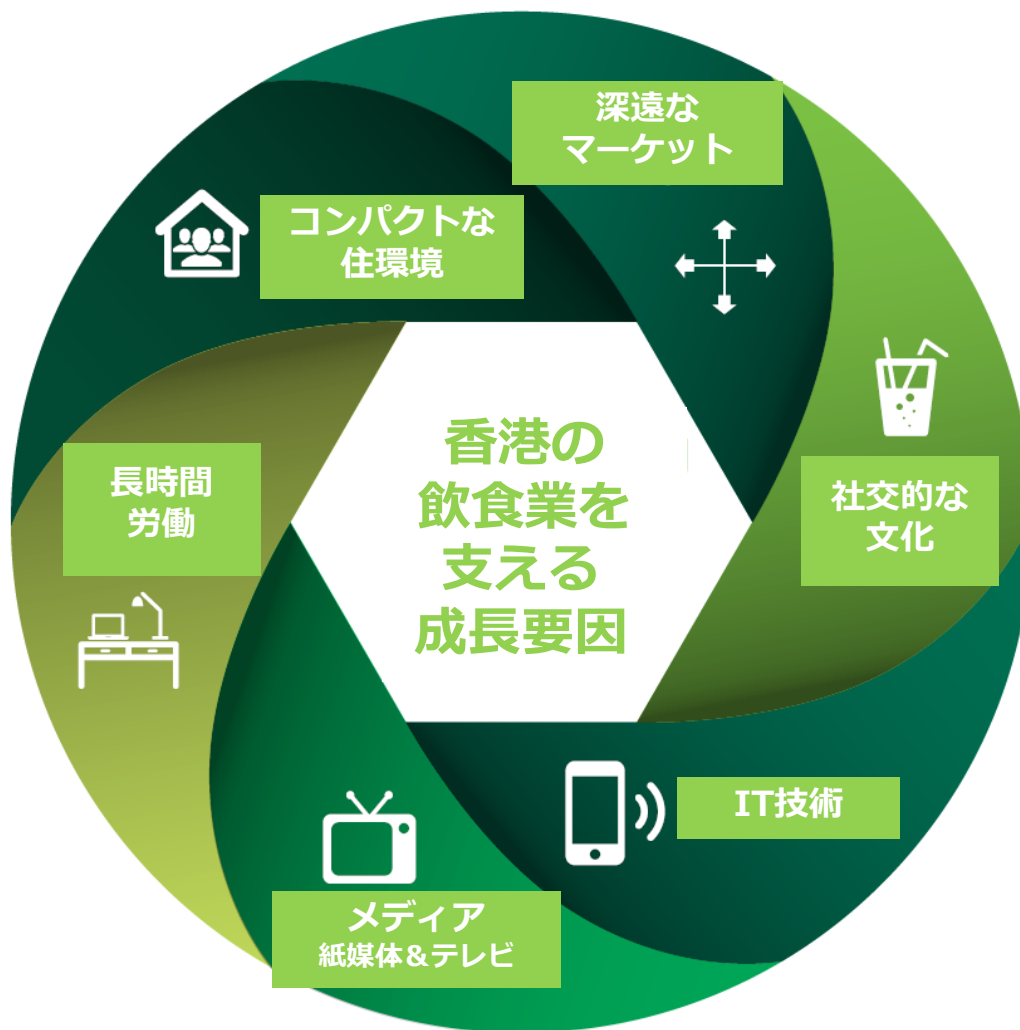 深遠な
マーケット
コンパクトな
住環境
香港の
飲食業を
支える
成長要因
長時間
労働
社交的な
文化
IT技術
メディア
紙媒体&テレビ